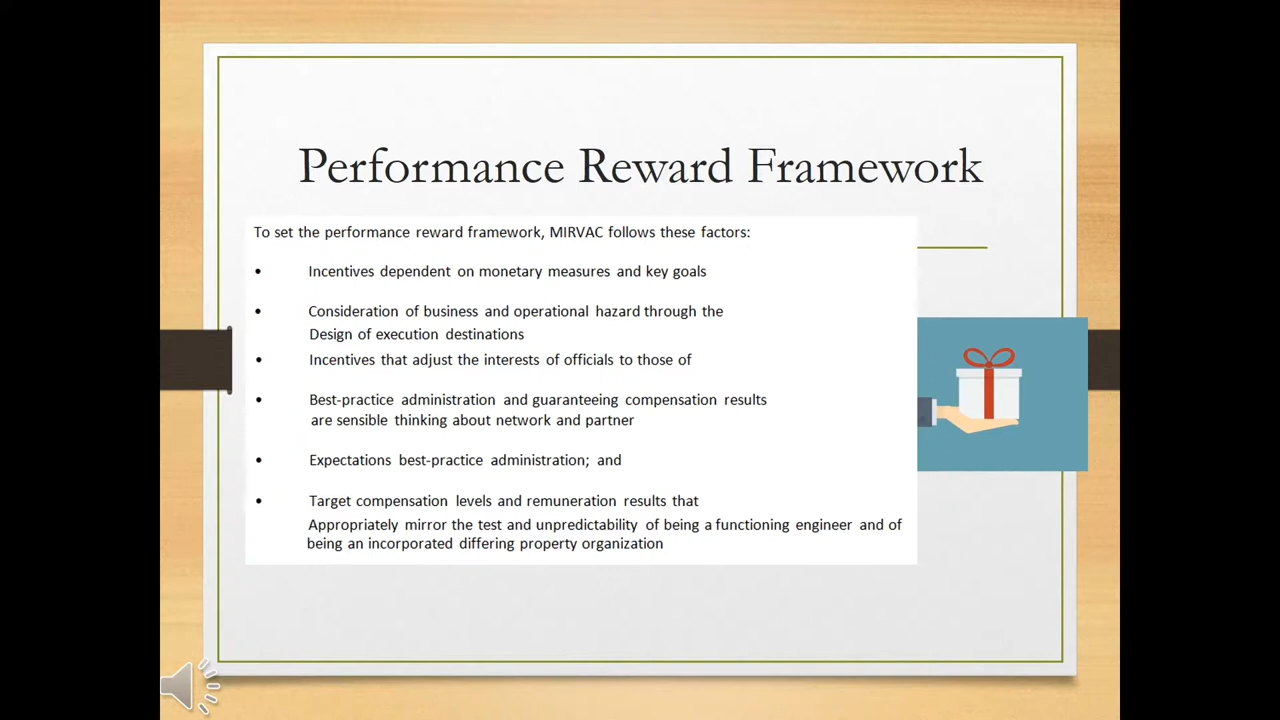 Performance Reward Framework
To set the performance reward framework, MIRVAC follows these factors:
• Incentives dependent on monetary measures and key goals
• Consideration of business and operational hazard through the
Design of execution destinations
• Incentives that adjust the interests of officials to those of
• Best-practice administration and guaranteeing compensation results
are sensible thinking about network and partner
• Expectations best-practice administration; and
• Target compensation levels and remuneration results that
Appropriately mirror the test and unpredictability of being a functioning engineer and of
being an incorporated differing property organization